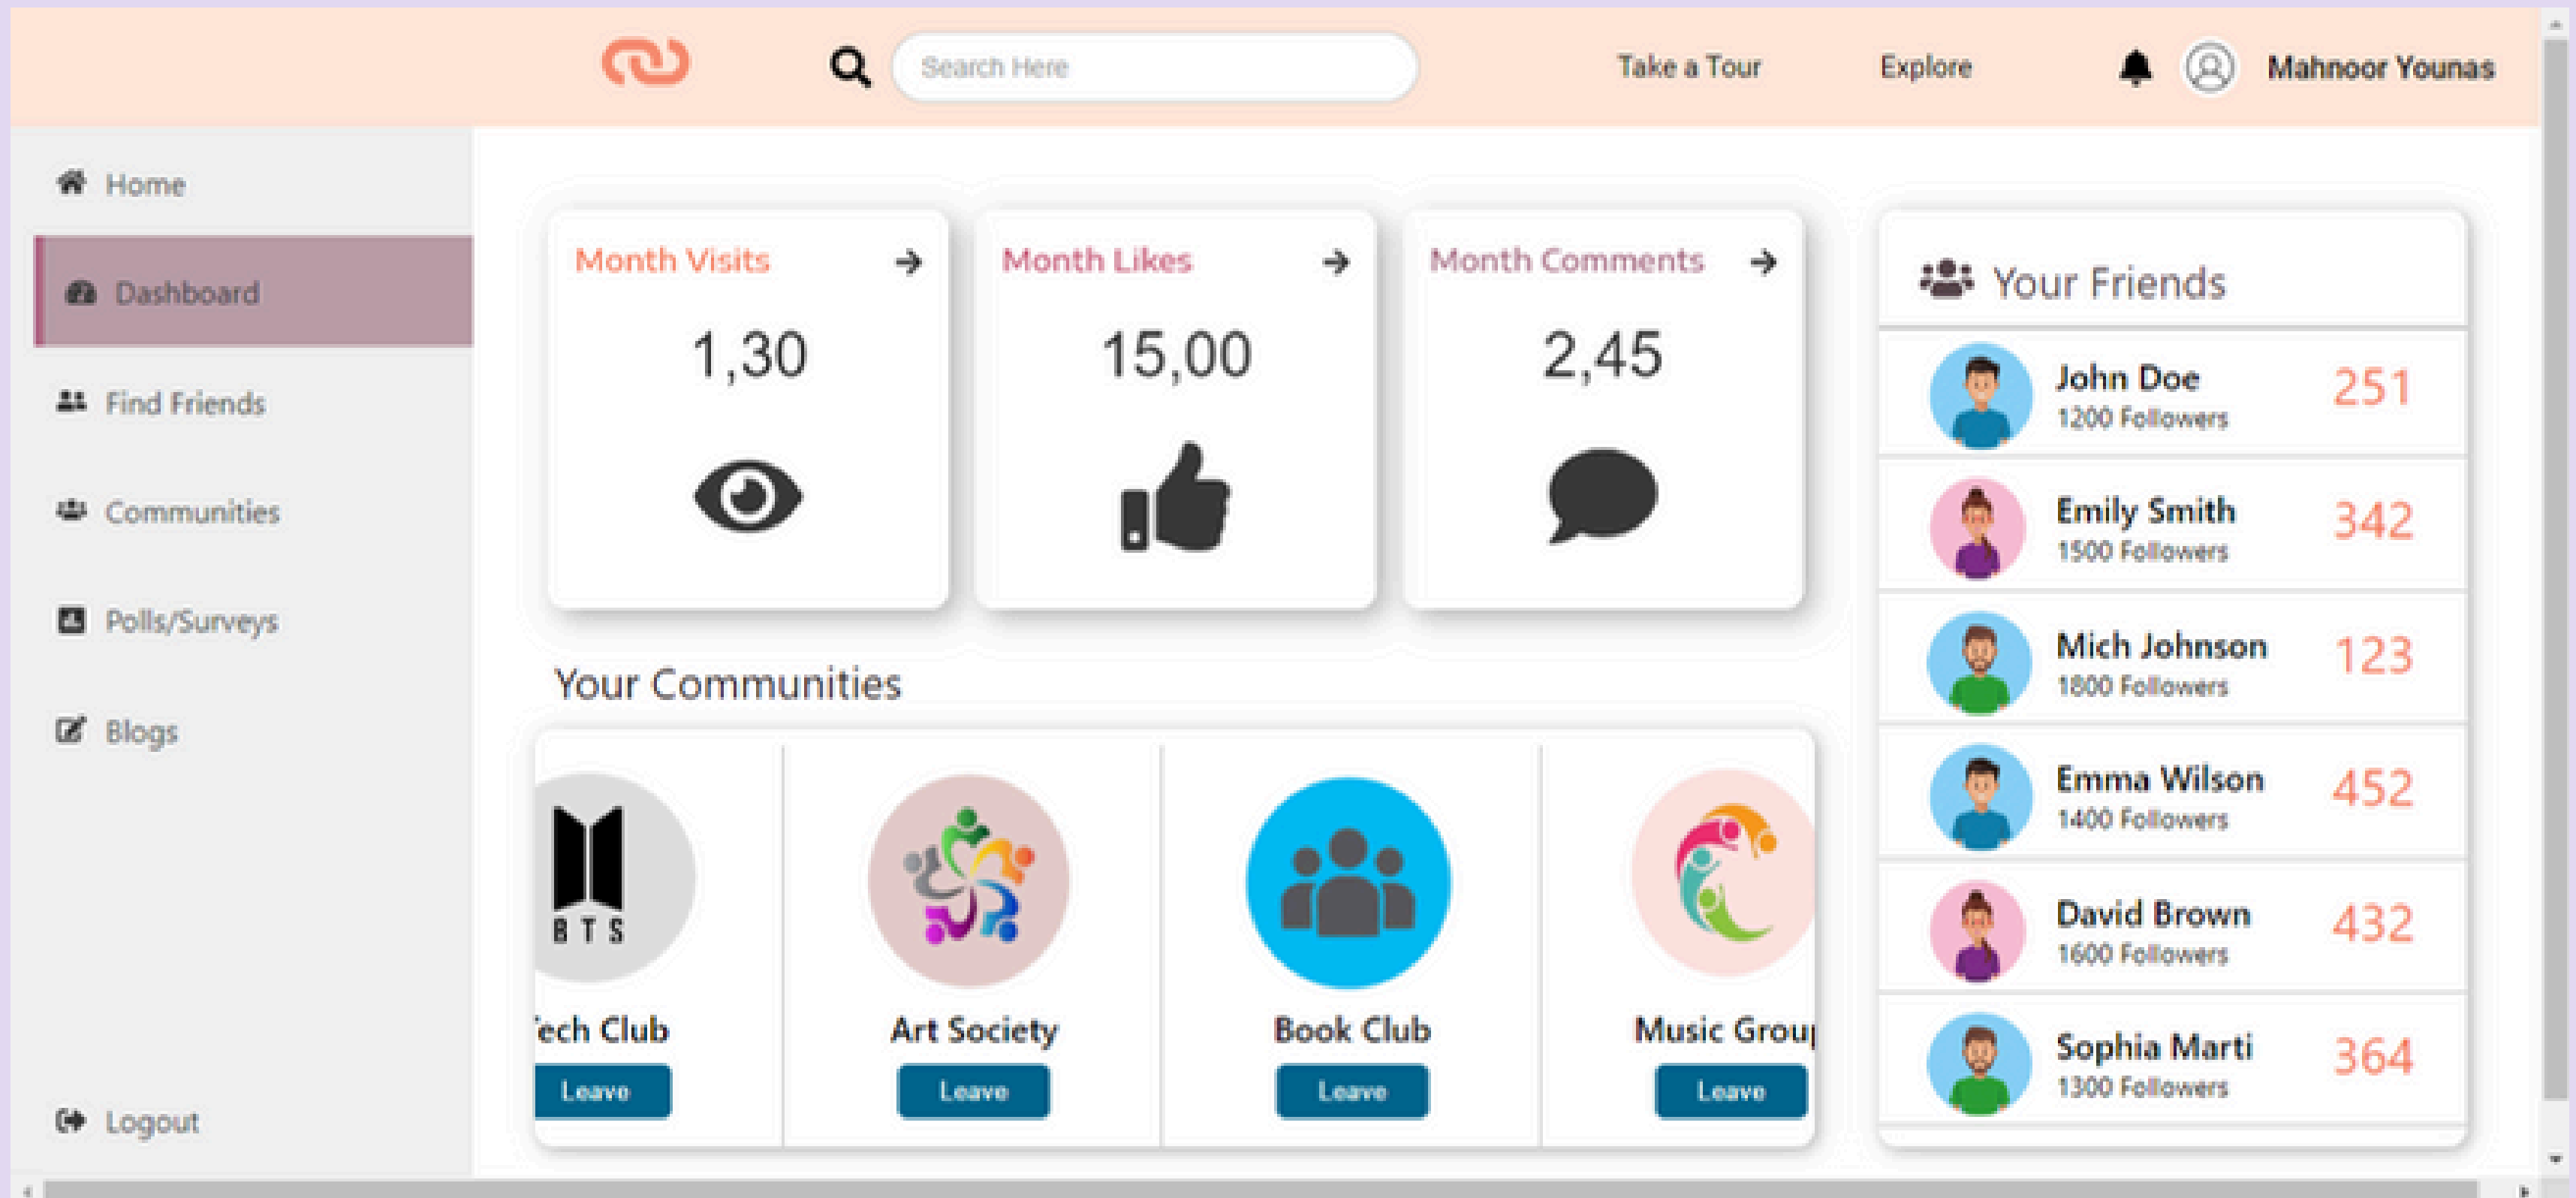 Search Here
Take a Tour
Explore
Mahnoor Younas
Home
Dashboard
Find Friends
Communities
Polls/Surveys
Blogs
Logout
Month Visits
1,30
Month Likes
15,00
Month Comments
2,45
Your Communities
BTS
ech Club
Leave
Art Society
Leave
Book Club
Leave
Music Grou
Leave
Your Friends
John Doe 251
1200 Followers
Emily Smith 342
1500 Followers
Mich Johnson 123
1800 Followers
Emma Wilson 452
1400 Followers
David Brown 432
1600 Followers
Sophia Marti 364
1300 Followers